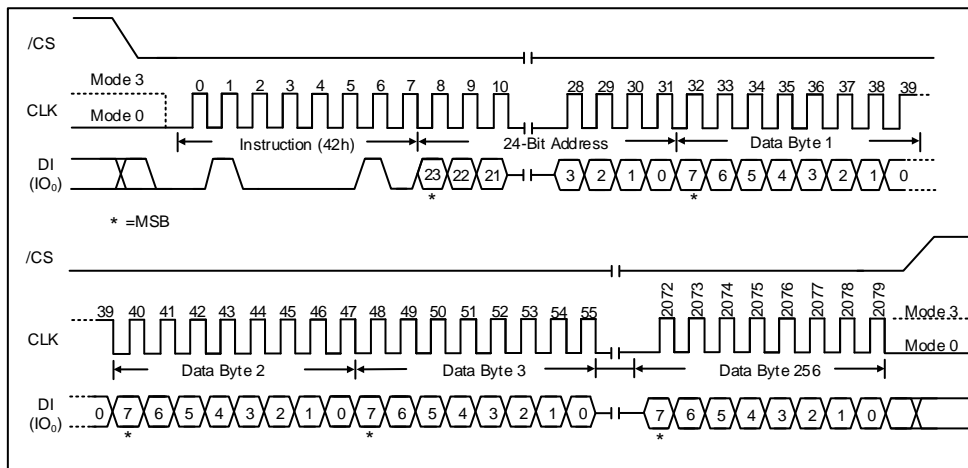 /CS
Mode 3
0 1 2 3 4 5 6 7 8 9 10 28 29 30 31 32 33 34 35 36 37 38 39
CLK
Mode 0
Instruction (42h) 24-Bit Address Data Byte 1
DI
(IO₀)
23 22 21 3 2 1 0 7 6 5 4 3 2 1 0
* *
* =MSB
/CS
39 40 41 42 43 44 45 46 47 48 49 50 51 52 53 54 55 2072 2073 2074 2075 2076 2077 2078 2079
Mode 3
CLK
Mode 0
Data Byte 2 Data Byte 3 Data Byte 256
DI
(IO₀)
0 7 6 5 4 3 2 1 0 7 6 5 4 3 2 1 0 7 6 5 4 3 2 1 0
* * *